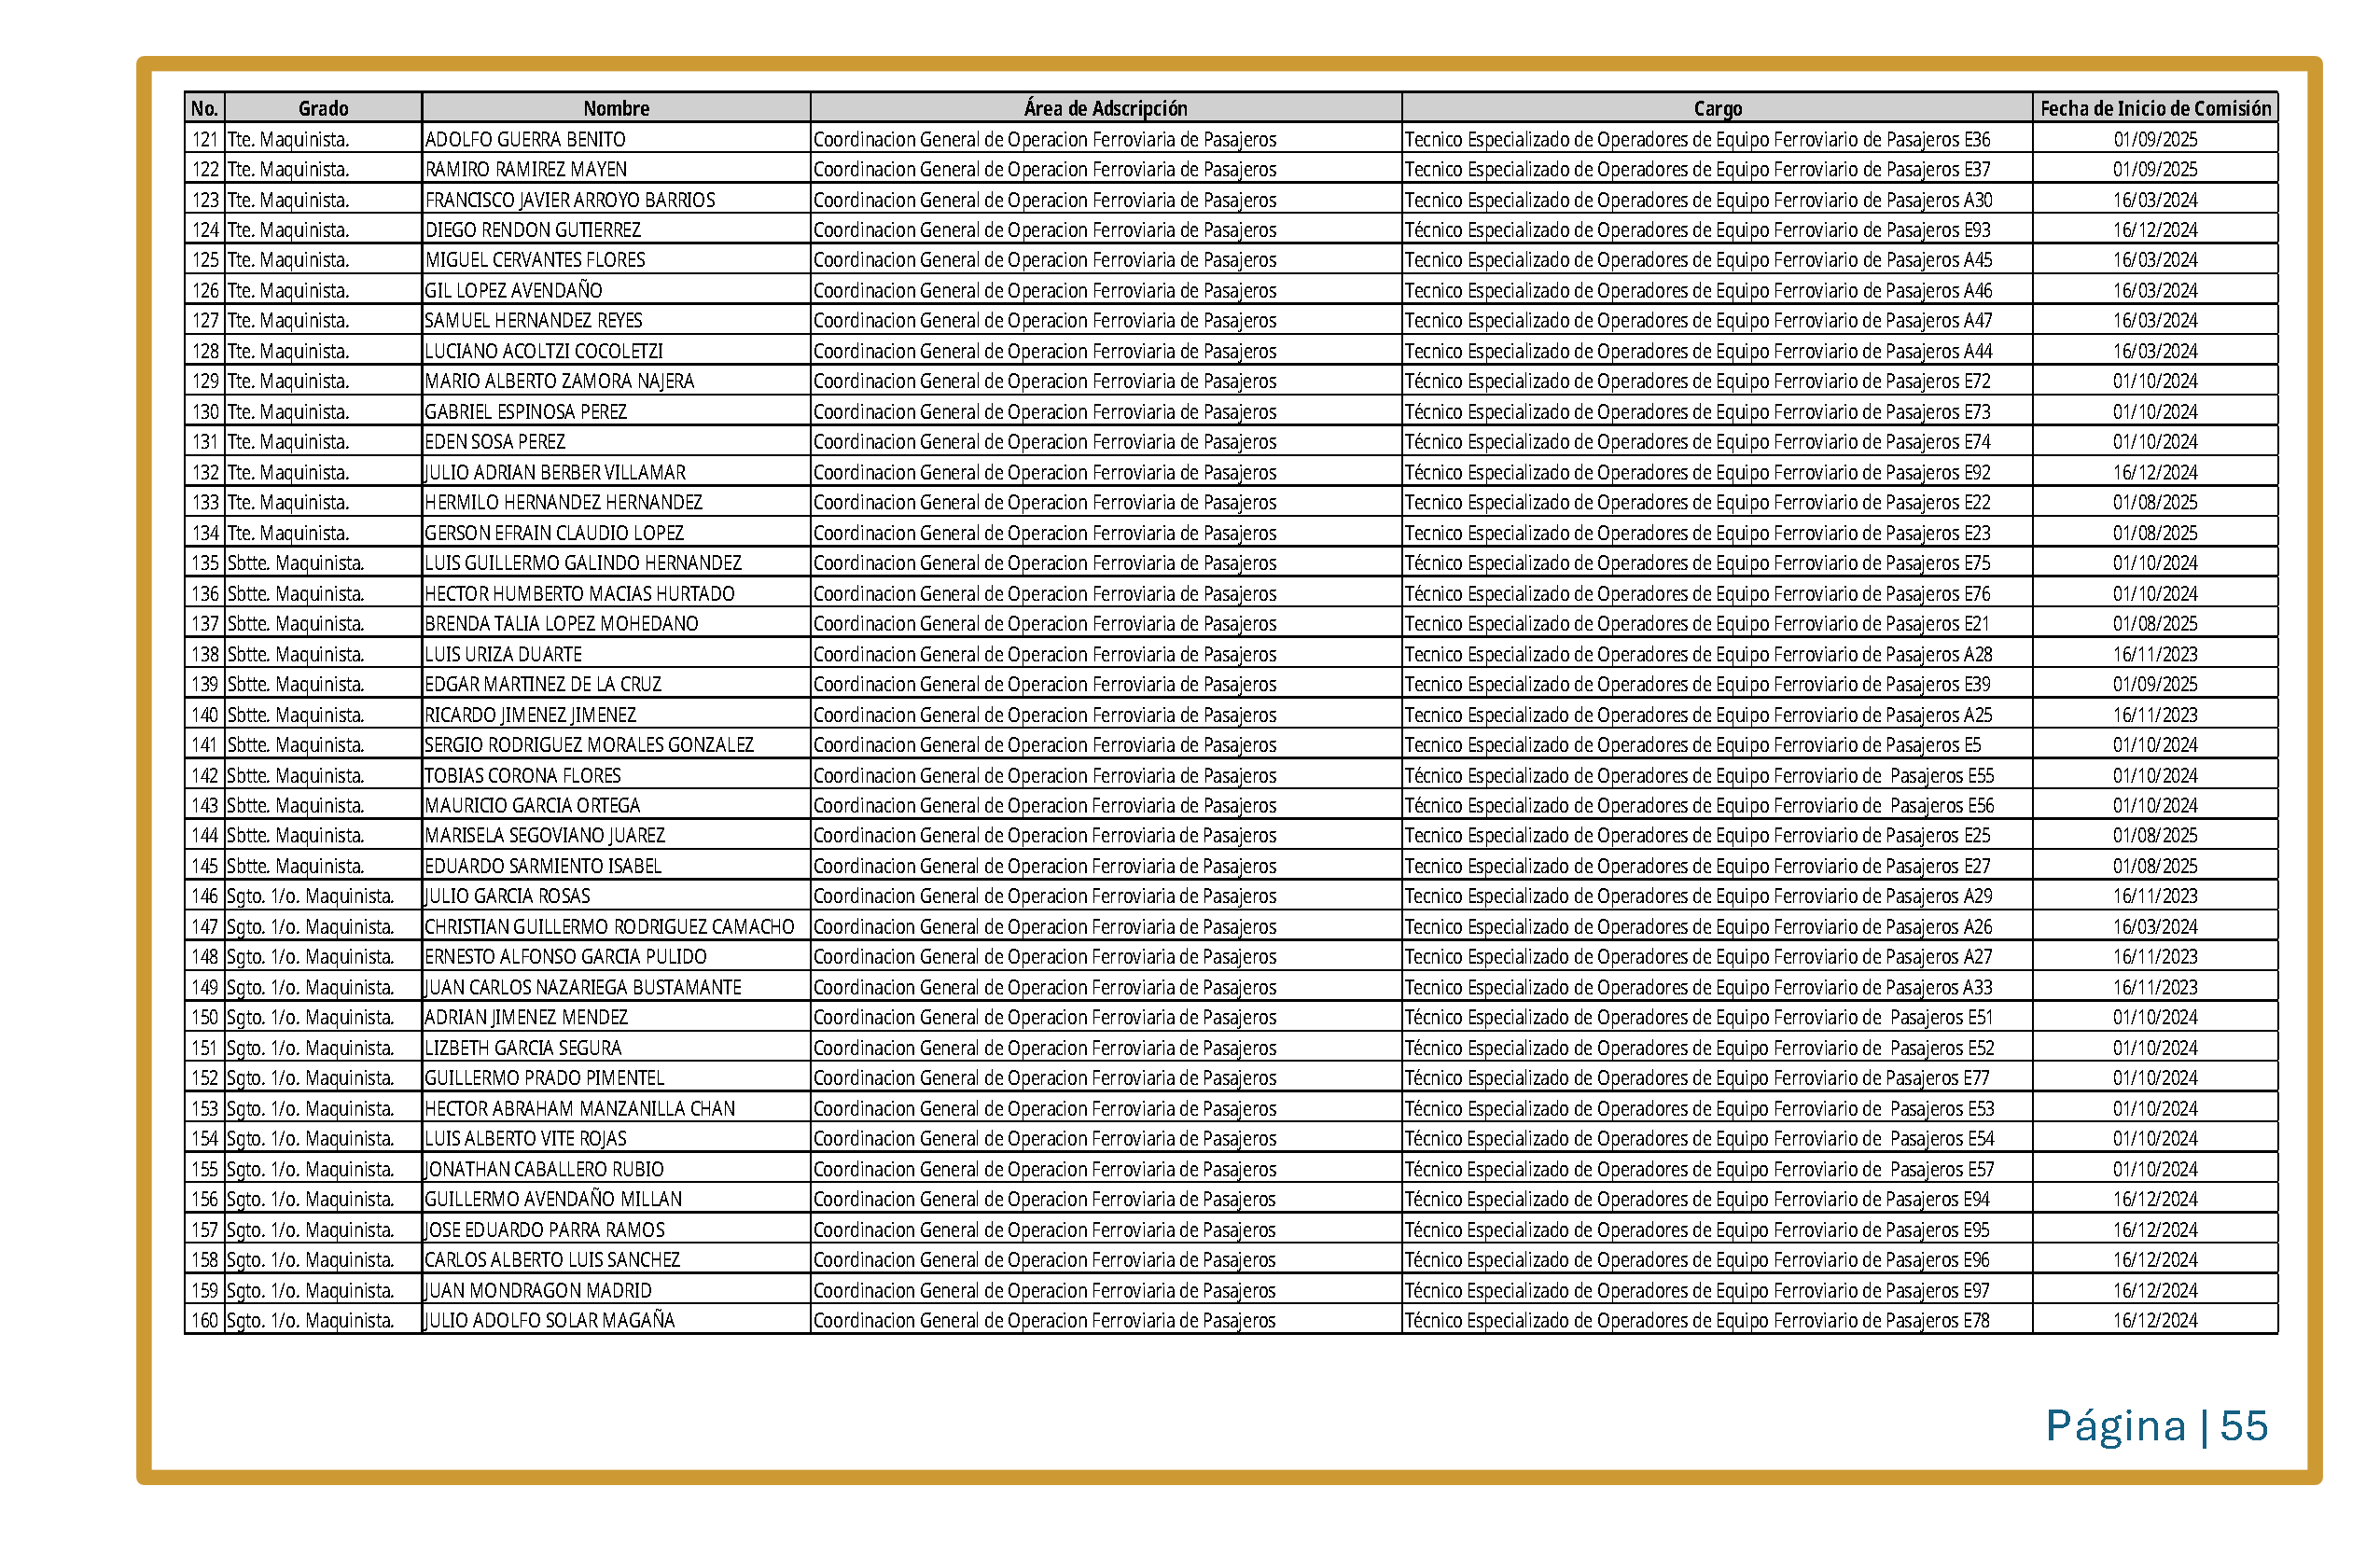 No. Grado Nombre Área de Adscripción Cargo Fecha de Inicio de Comisión
121 Tte. Maquinista. ADOLFO GUERRA BENITO Coordinacion General de Operacion Ferroviaria de Pasajeros Tecnico Especializado de Operadores de Equipo Ferroviario de Pasajeros E36 01/09/2025
122 Tte. Maquinista. RAMIRO RAMIREZ MAYEN Coordinacion General de Operacion Ferroviaria de Pasajeros Tecnico Especializado de Operadores de Equipo Ferroviario de Pasajeros E37 01/09/2025
123 Tte. Maquinista. FRANCISCO JAVIER ARROYO BARRIOS Coordinacion General de Operacion Ferroviaria de Pasajeros Tecnico Especializado de Operadores de Equipo Ferroviario de Pasajeros A30 16/03/2024
124 Tte. Maquinista. DIEGO RENDON GUTIERREZ Coordinacion General de Operacion Ferroviaria de Pasajeros Técnico Especializado de Operadores de Equipo Ferroviario de Pasajeros E93 16/12/2024
125 Tte. Maquinista. MIGUEL CERVANTES FLORES Coordinacion General de Operacion Ferroviaria de Pasajeros Tecnico Especializado de Operadores de Equipo Ferroviario de Pasajeros A45 16/03/2024
126 Tte. Maquinista. GIL LOPEZ AVENDAÑO Coordinacion General de Operacion Ferroviaria de Pasajeros Tecnico Especializado de Operadores de Equipo Ferroviario de Pasajeros A46 16/03/2024
127 Tte. Maquinista. SAMUEL HERNANDEZ REYES Coordinacion General de Operacion Ferroviaria de Pasajeros Tecnico Especializado de Operadores de Equipo Ferroviario de Pasajeros A47 16/03/2024
128 Tte. Maquinista. LUCIANO ACOLTZI COCOLETZI Coordinacion General de Operacion Ferroviaria de Pasajeros Tecnico Especializado de Operadores de Equipo Ferroviario de Pasajeros A44 16/03/2024
129 Tte. Maquinista. MARIO ALBERTO ZAMORA NAJERA Coordinacion General de Operacion Ferroviaria de Pasajeros Técnico Especializado de Operadores de Equipo Ferroviario de Pasajeros E72 01/10/2024
130 Tte. Maquinista. GABRIEL ESPINOSA PEREZ Coordinacion General de Operacion Ferroviaria de Pasajeros Técnico Especializado de Operadores de Equipo Ferroviario de Pasajeros E73 01/10/2024
131 Tte. Maquinista. EDEN SOSA PEREZ Coordinacion General de Operacion Ferroviaria de Pasajeros Técnico Especializado de Operadores de Equipo Ferroviario de Pasajeros E74 01/10/2024
132 Tte. Maquinista. JULIO ADRIAN BERBER VILLAMAR Coordinacion General de Operacion Ferroviaria de Pasajeros Técnico Especializado de Operadores de Equipo Ferroviario de Pasajeros E92 16/12/2024
133 Tte. Maquinista. HERMILO HERNANDEZ HERNANDEZ Coordinacion General de Operacion Ferroviaria de Pasajeros Tecnico Especializado de Operadores de Equipo Ferroviario de Pasajeros E22 01/08/2025
134 Tte. Maquinista. GERSON EFRAIN CLAUDIO LOPEZ Coordinacion General de Operacion Ferroviaria de Pasajeros Tecnico Especializado de Operadores de Equipo Ferroviario de Pasajeros E23 01/08/2025
135 Sbtte. Maquinista. LUIS GUILLERMO GALINDO HERNANDEZ Coordinacion General de Operacion Ferroviaria de Pasajeros Técnico Especializado de Operadores de Equipo Ferroviario de Pasajeros E75 01/10/2024
136 Sbtte. Maquinista. HECTOR HUMBERTO MACIAS HURTADO Coordinacion General de Operacion Ferroviaria de Pasajeros Técnico Especializado de Operadores de Equipo Ferroviario de Pasajeros E76 01/10/2024
137 Sbtte. Maquinista. BRENDA TALIA LOPEZ MOHEDANO Coordinacion General de Operacion Ferroviaria de Pasajeros Tecnico Especializado de Operadores de Equipo Ferroviario de Pasajeros E21 01/08/2025
138 Sbtte. Maquinista. LUIS URIZA DUARTE Coordinacion General de Operacion Ferroviaria de Pasajeros Tecnico Especializado de Operadores de Equipo Ferroviario de Pasajeros A28 16/11/2023
139 Sbtte. Maquinista. EDGAR MARTINEZ DE LA CRUZ Coordinacion General de Operacion Ferroviaria de Pasajeros Tecnico Especializado de Operadores de Equipo Ferroviario de Pasajeros E39 01/09/2025
140 Sbtte. Maquinista. RICARDO JIMENEZ JIMENEZ Coordinacion General de Operacion Ferroviaria de Pasajeros Tecnico Especializado de Operadores de Equipo Ferroviario de Pasajeros A25 16/11/2023
141 Sbtte. Maquinista. SERGIO RODRIGUEZ MORALES GONZALEZ Coordinacion General de Operacion Ferroviaria de Pasajeros Tecnico Especializado de Operadores de Equipo Ferroviario de Pasajeros E5 01/10/2024
142 Sbtte. Maquinista. TOBIAS CORONA FLORES Coordinacion General de Operacion Ferroviaria de Pasajeros Técnico Especializado de Operadores de Equipo Ferroviario de Pasajeros E55 01/10/2024
143 Sbtte. Maquinista. MAURICIO GARCIA ORTEGA Coordinacion General de Operacion Ferroviaria de Pasajeros Técnico Especializado de Operadores de Equipo Ferroviario de Pasajeros E56 01/10/2024
144 Sbtte. Maquinista. MARISELA SEGOVIANO JUAREZ Coordinacion General de Operacion Ferroviaria de Pasajeros Tecnico Especializado de Operadores de Equipo Ferroviario de Pasajeros E25 01/08/2025
145 Sbtte. Maquinista. EDUARDO SARMIENTO ISABEL Coordinacion General de Operacion Ferroviaria de Pasajeros Tecnico Especializado de Operadores de Equipo Ferroviario de Pasajeros E27 01/08/2025
146 Sgto. 1/o. Maquinista. JULIO GARCIA ROSAS Coordinacion General de Operacion Ferroviaria de Pasajeros Tecnico Especializado de Operadores de Equipo Ferroviario de Pasajeros A29 16/11/2023
147 Sgto. 1/o. Maquinista. CHRISTIAN GUILLERMO RODRIGUEZ CAMACHO Coordinacion General de Operacion Ferroviaria de Pasajeros Tecnico Especializado de Operadores de Equipo Ferroviario de Pasajeros A26 16/03/2024
148 Sgto. 1/o. Maquinista. ERNESTO ALFONSO GARCIA PULIDO Coordinacion General de Operacion Ferroviaria de Pasajeros Tecnico Especializado de Operadores de Equipo Ferroviario de Pasajeros A27 16/11/2023
149 Sgto. 1/o. Maquinista. JUAN CARLOS NAZARIEGA BUSTAMANTE Coordinacion General de Operacion Ferroviaria de Pasajeros Tecnico Especializado de Operadores de Equipo Ferroviario de Pasajeros A33 16/11/2023
150 Sgto. 1/o. Maquinista. ADRIAN JIMENEZ MENDEZ Coordinacion General de Operacion Ferroviaria de Pasajeros Técnico Especializado de Operadores de Equipo Ferroviario de Pasajeros E51 01/10/2024
151 Sgto. 1/o. Maquinista. LIZBETH GARCIA SEGURA Coordinacion General de Operacion Ferroviaria de Pasajeros Técnico Especializado de Operadores de Equipo Ferroviario de Pasajeros E52 01/10/2024
152 Sgto. 1/o. Maquinista. GUILLERMO PRADO PIMENTEL Coordinacion General de Operacion Ferroviaria de Pasajeros Técnico Especializado de Operadores de Equipo Ferroviario de Pasajeros E77 01/10/2024
153 Sgto. 1/o. Maquinista. HECTOR ABRAHAM MANZANILLA CHAN Coordinacion General de Operacion Ferroviaria de Pasajeros Técnico Especializado de Operadores de Equipo Ferroviario de Pasajeros E53 01/10/2024
154 Sgto. 1/o. Maquinista. LUIS ALBERTO VITE ROJAS Coordinacion General de Operacion Ferroviaria de Pasajeros Técnico Especializado de Operadores de Equipo Ferroviario de Pasajeros E54 01/10/2024
155 Sgto. 1/o. Maquinista. JONATHAN CABALLERO RUBIO Coordinacion General de Operacion Ferroviaria de Pasajeros Técnico Especializado de Operadores de Equipo Ferroviario de Pasajeros E57 01/10/2024
156 Sgto. 1/o. Maquinista. GUILLERMO AVENDAÑO MILLAN Coordinacion General de Operacion Ferroviaria de Pasajeros Técnico Especializado de Operadores de Equipo Ferroviario de Pasajeros E94 16/12/2024
157 Sgto. 1/o. Maquinista. JOSE EDUARDO PARRA RAMOS Coordinacion General de Operacion Ferroviaria de Pasajeros Técnico Especializado de Operadores de Equipo Ferroviario de Pasajeros E95 16/12/2024
158 Sgto. 1/o. Maquinista. CARLOS ALBERTO LUIS SANCHEZ Coordinacion General de Operacion Ferroviaria de Pasajeros Técnico Especializado de Operadores de Equipo Ferroviario de Pasajeros E96 16/12/2024
159 Sgto. 1/o. Maquinista. JUAN MONDRAGON MADRID Coordinacion General de Operacion Ferroviaria de Pasajeros Técnico Especializado de Operadores de Equipo Ferroviario de Pasajeros E97 16/12/2024
160 Sgto. 1/o. Maquinista. JULIO ADOLFO SOLAR MAGAÑA Coordinacion General de Operacion Ferroviaria de Pasajeros Técnico Especializado de Operadores de Equipo Ferroviario de Pasajeros E78 16/12/2024
Página | 55